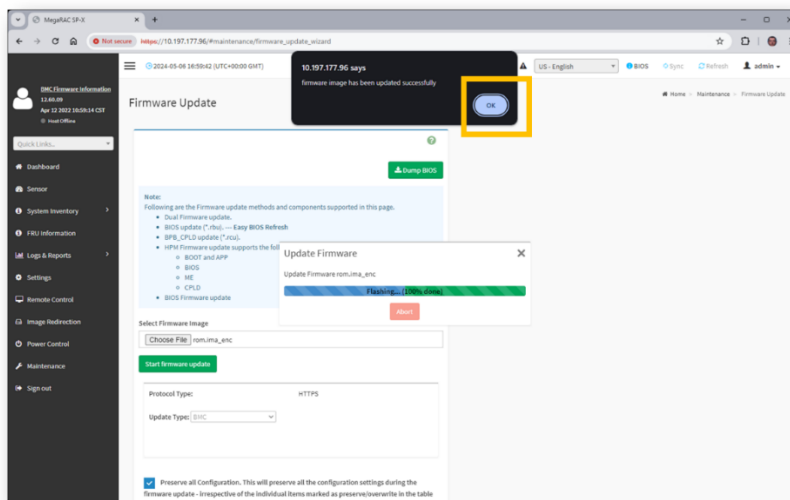 MegaRAC SP-X
Not secure https://10.197.177.96/#maintenance/firmware_update_wizard
10.197.177.96 says
firmware image has been updated successfully
OK
2024-05-08 16:59:42 (UTC+00:00 GMT)
US - English
BIOS
Sync
Refresh
admin
BMC Firmware Information
12.60.09
Apr 12 2022 10:59:14 CST
Host Offline
Quick Links...
Dashboard
Sensor
System Inventory
FRU Information
Logs & Reports
Settings
Remote Control
Image Redirection
Power Control
Maintenance
Sign out
Firmware Update
Home
Maintenance
Firmware Update
Dump BIOS
Note:
Following are the Firmware update methods and components supported in this page.
Dual Firmware update.
BIOS update (*.rbu). --- Easy BIOS Refresh
BPB_CPLD update (*.rcu).
HPM Firmware update supports the foll
BOOT and APP
BIOS
ME
CPLD
BIOS Firmware update
Update Firmware
Update Firmware rom.ima_enc
Flashing... (100% done)
Abort
Select Firmware Image
Choose File rom.ima_enc
Start firmware update
Protocol Type: HTTPS
Update Type: BMC
Preserve all Configuration. This will preserve all the configuration settings during the
firmware update - irrespective of the individual items marked as preserve/overwrite in the table